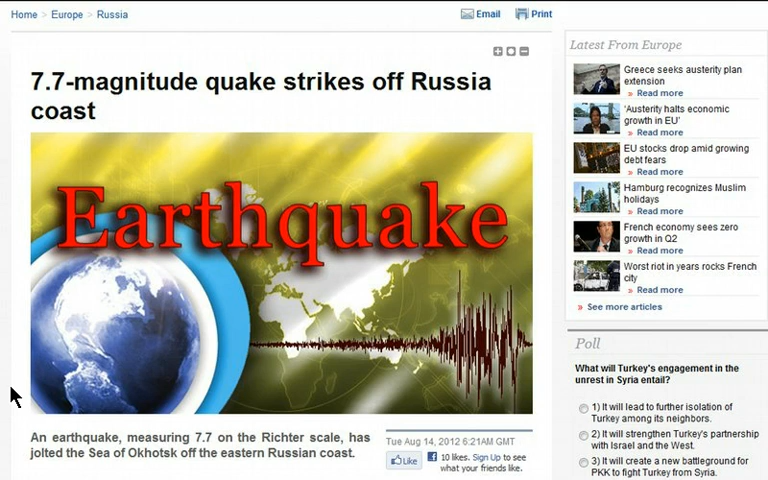 Home > Europe > Russia
Email Print
7.7-magnitude quake strikes off Russia
coast
Earthquake
An earthquake, measuring 7.7 on the Richter scale, has
jolted the Sea of Okhotsk off the eastern Russian coast.
Tue Aug 14, 2012 6:21AM GMT
Like
10 likes. Sign Up to see
what your friends like.
Latest From Europe
Greece seeks austerity plan
extension
» Read more
'Austerity halts economic
growth in EU'
» Read more
EU stocks drop amid growing
debt fears
» Read more
Hamburg recognizes Muslim
holidays
» Read more
French economy sees zero
growth in Q2
» Read more
Worst riot in years rocks French
city
» Read more
» See more articles
Poll
What will Turkey's engagement in the
unrest in Syria entail?
1) It will lead to further isolation of
Turkey among its neighbors.
2) It will strengthen Turkey's partnership
with Israel and the West.
3) It will create a new battleground for
PKK to fight Turkey from Syria.